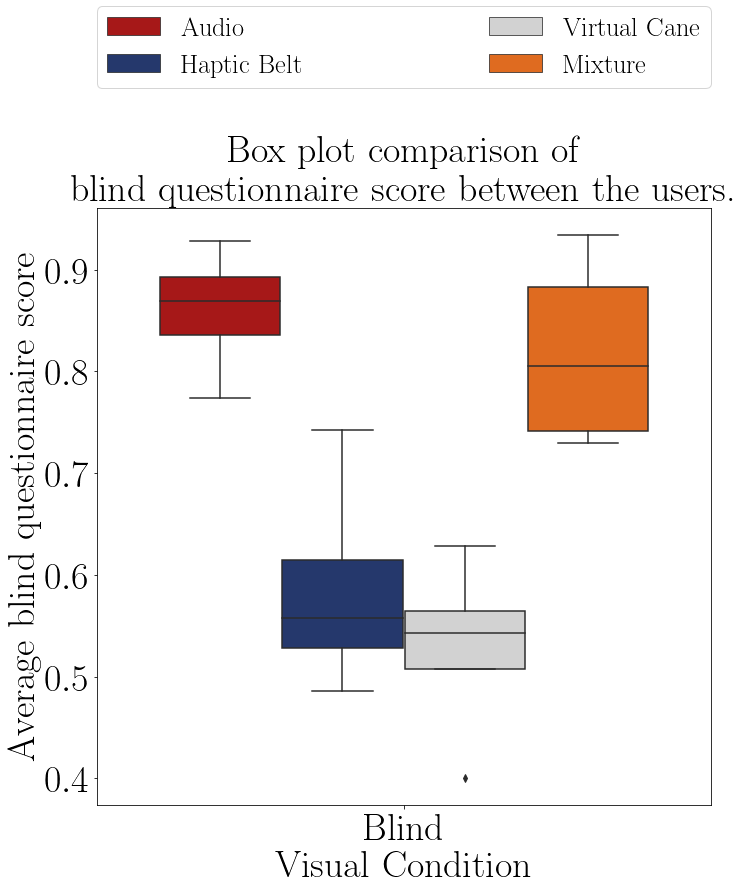 Audio
Haptic Belt
Virtual Cane
Mixture
Box plot comparison of
blind questionnaire score between the users.
Average blind questionnaire score
0.9
0.8
0.7
0.6
0.5
0.4
Blind
Visual Condition